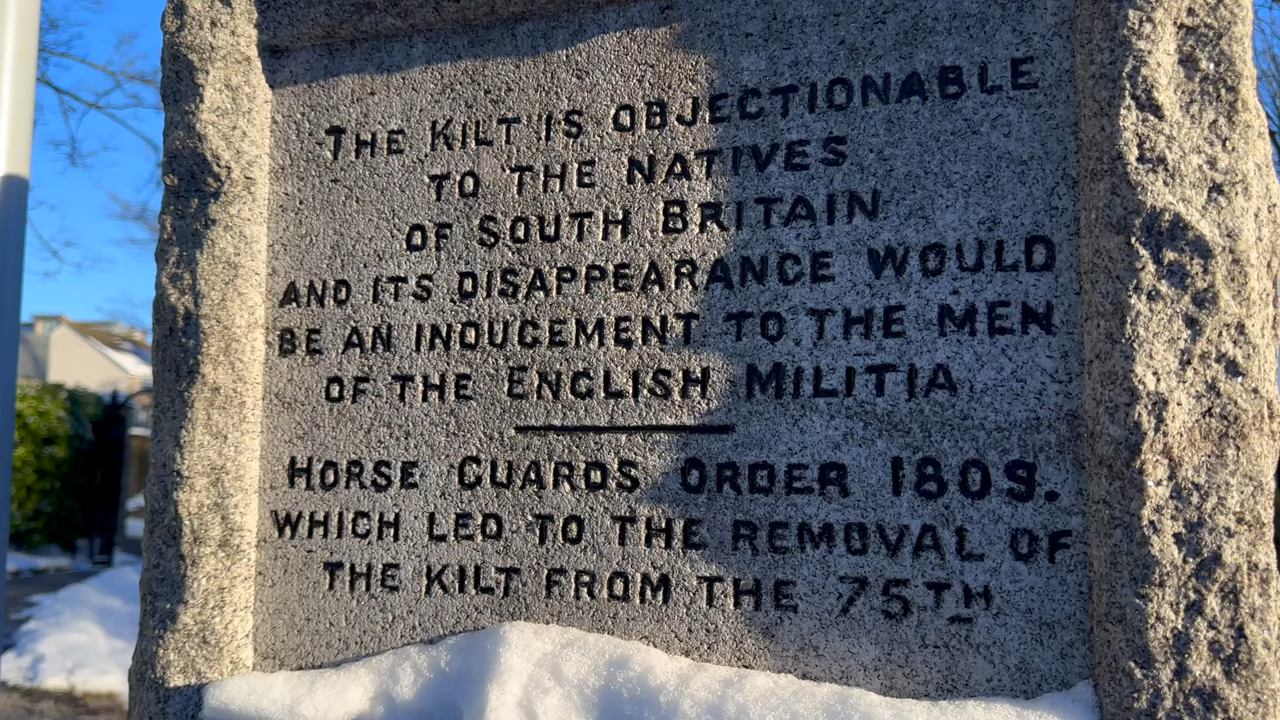 THE KILT IS OBJECTIONABLE
TO THE NATIVES
OF SOUTH BRITAIN
AND ITS DISAPPEARANCE WOULD
BE AN INDUCEMENT TO THE MEN
OF THE ENGLISH MILITIA
HORSE GUARDS ORDER 1809.
WHICH LED TO THE REMOVAL OF
THE KILT FROM THE 75TH